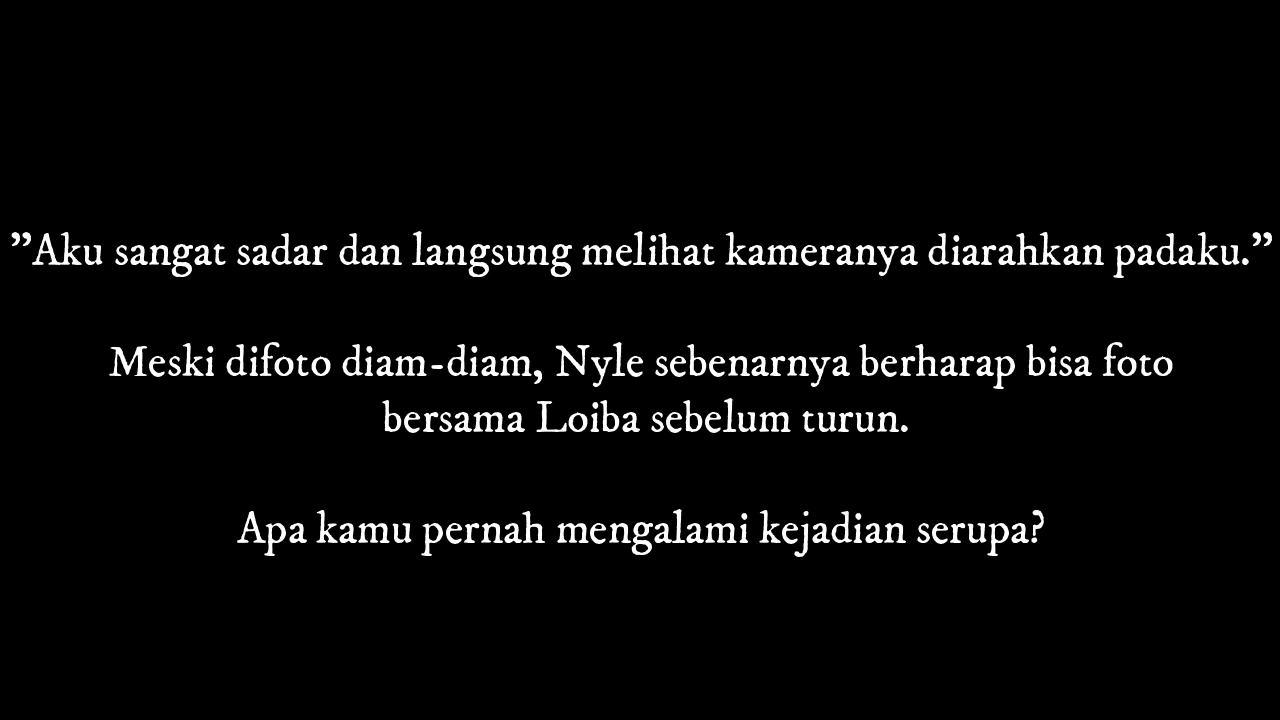 ”Aku sangat sadar dan langsung melihat kameranya diarahkan padaku.”
Meski difoto diam-diam, Nyle sebenarnya berharap bisa foto
bersama Loiba sebelum turun.
Apa kamu pernah mengalami kejadian serupa?